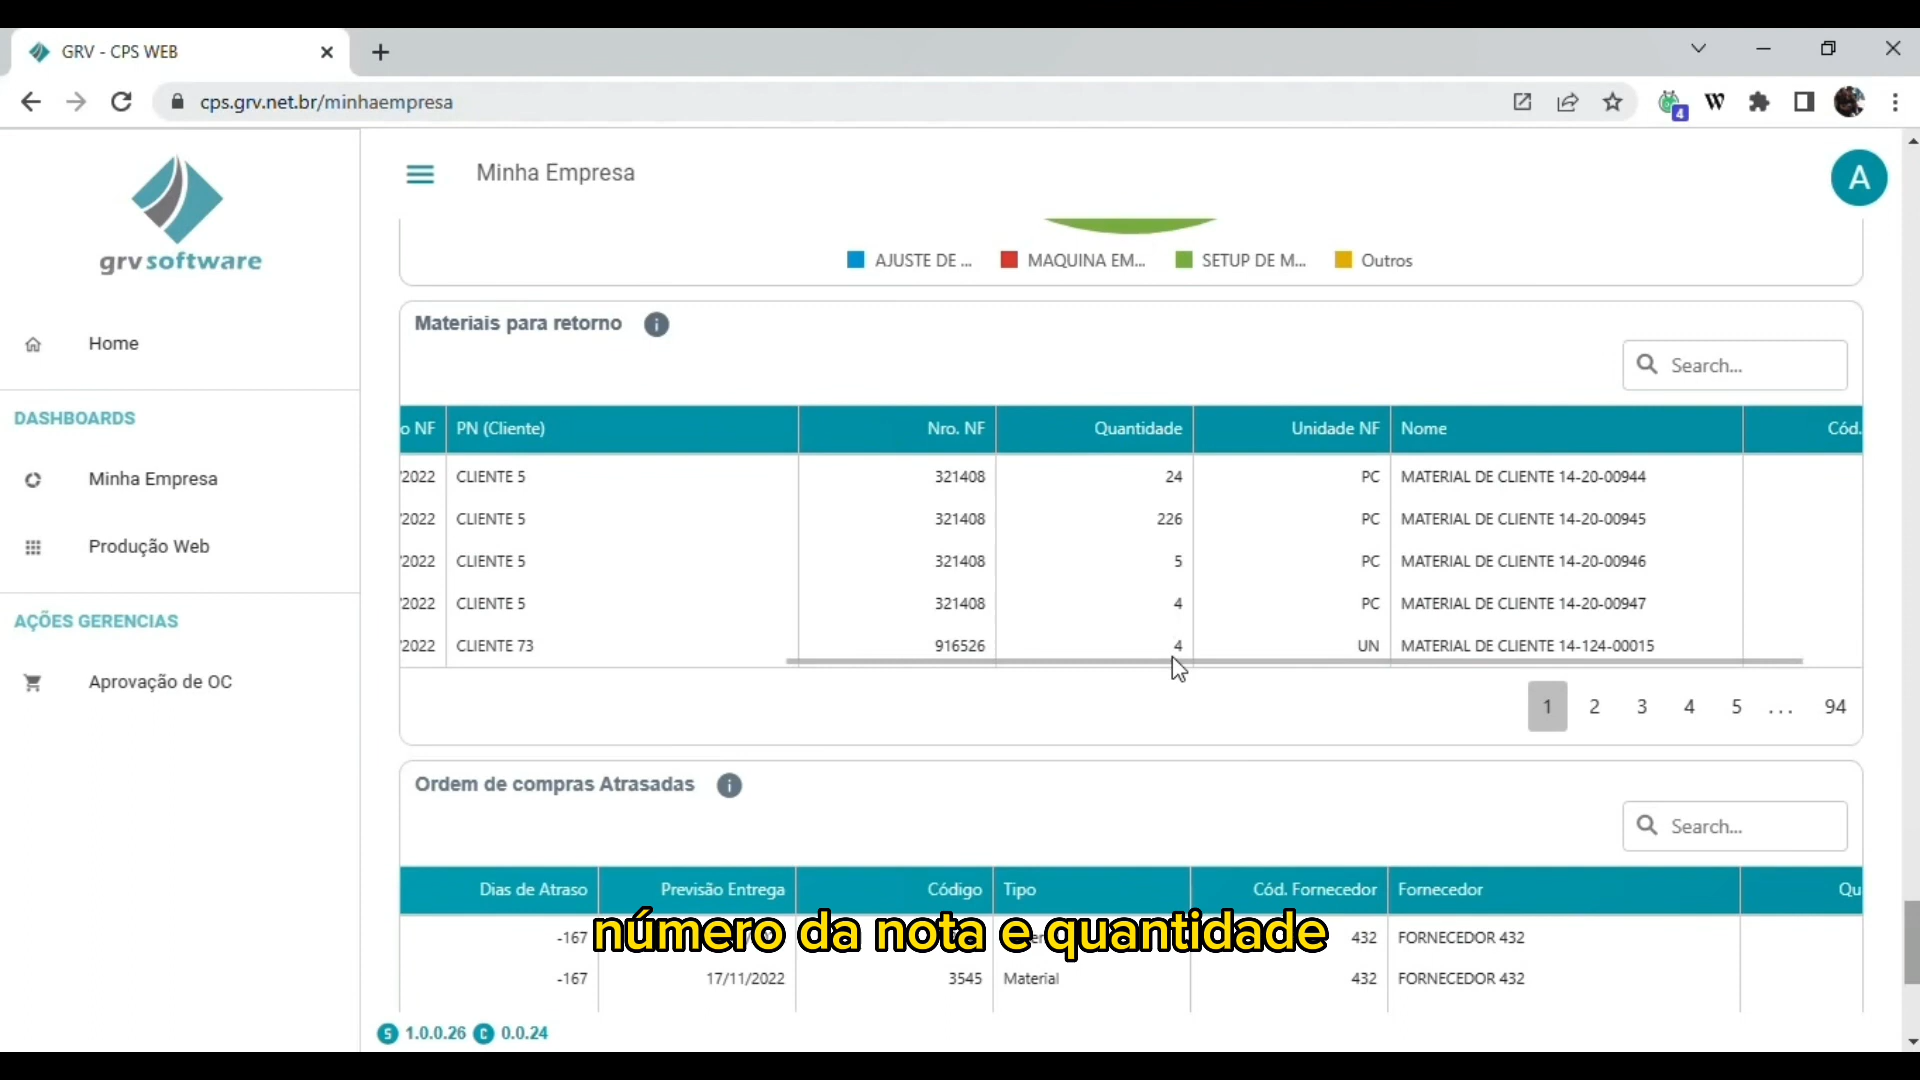 GRV - CPS WEB
cps.grv.net.br/minhaempresa
4
W
grvsoftware
Minha Empresa
A
Home
DASHBOARDS
Minha Empresa
Produção Web
AÇÕES GERENCIAS
Aprovação de OC
AJUSTE DE ... MAQUINA EM... SETUP DE M... Outros
Materiais para retorno i
Search...
o NF PN (Cliente) Nro. NF Quantidade Unidade NF Nome Cód.
/2022 CLIENTE 5 321408 24 PC MATERIAL DE CLIENTE 14-20-00944
/2022 CLIENTE 5 321408 226 PC MATERIAL DE CLIENTE 14-20-00945
/2022 CLIENTE 5 321408 5 PC MATERIAL DE CLIENTE 14-20-00946
/2022 CLIENTE 5 321408 4 PC MATERIAL DE CLIENTE 14-20-00947
/2022 CLIENTE 73 916526 4 UN MATERIAL DE CLIENTE 14-124-00015
1 2 3 4 5 ... 94
Ordem de compras Atrasadas i
Search...
Dias de Atraso Previsão Entrega Código Tipo Cód. Fornecedor Fornecedor Qu
-167 432 FORNECEDOR 432
número da nota e quantidade
-167 17/11/2022 3545 Material 432 FORNECEDOR 432
S 1.0.0.26 C 0.0.24